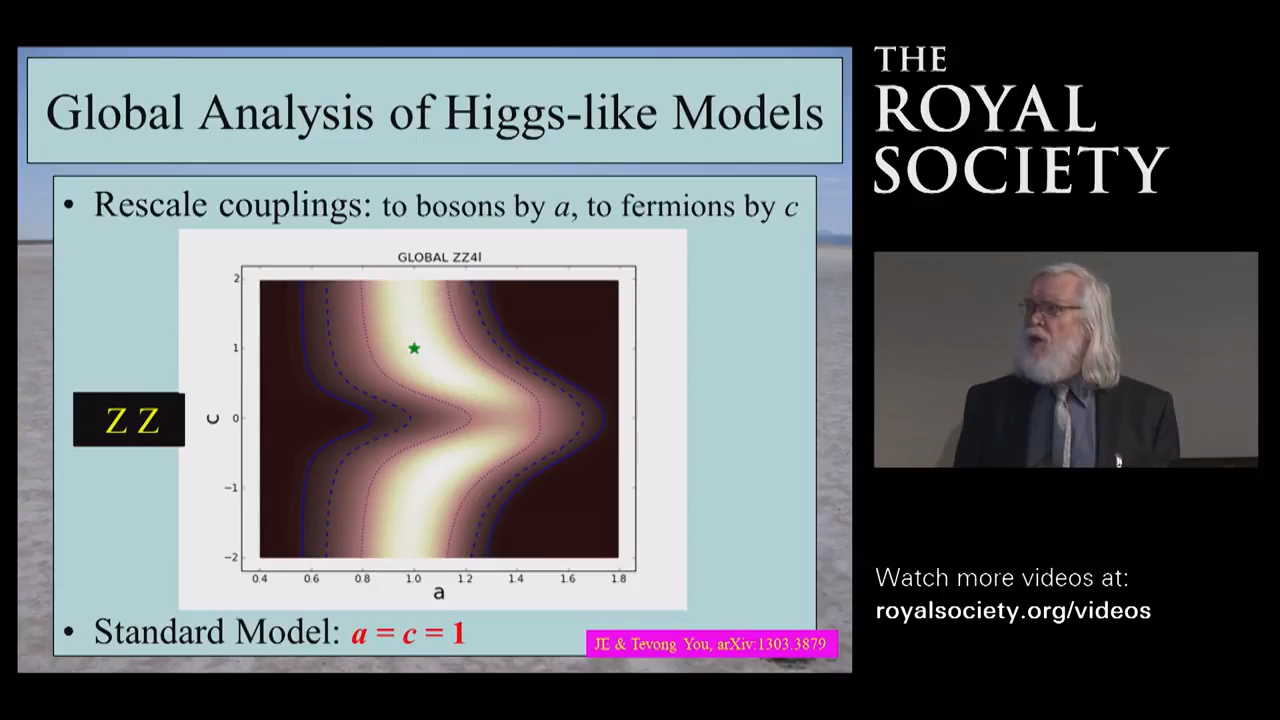 Global Analysis of Higgs-like Models
• Rescale couplings: to bosons by a, to fermions by c
GLOBAL ZZ4l
2
1
0
−1
−2
c
0.4 0.6 0.8 1.0 1.2 1.4 1.6 1.8
a
Z Z
• Standard Model: a = c = 1
JE & Tevong You, arXiv:1303.3879
THE
ROYAL
SOCIETY
Watch more videos at:
royalsociety.org/videos